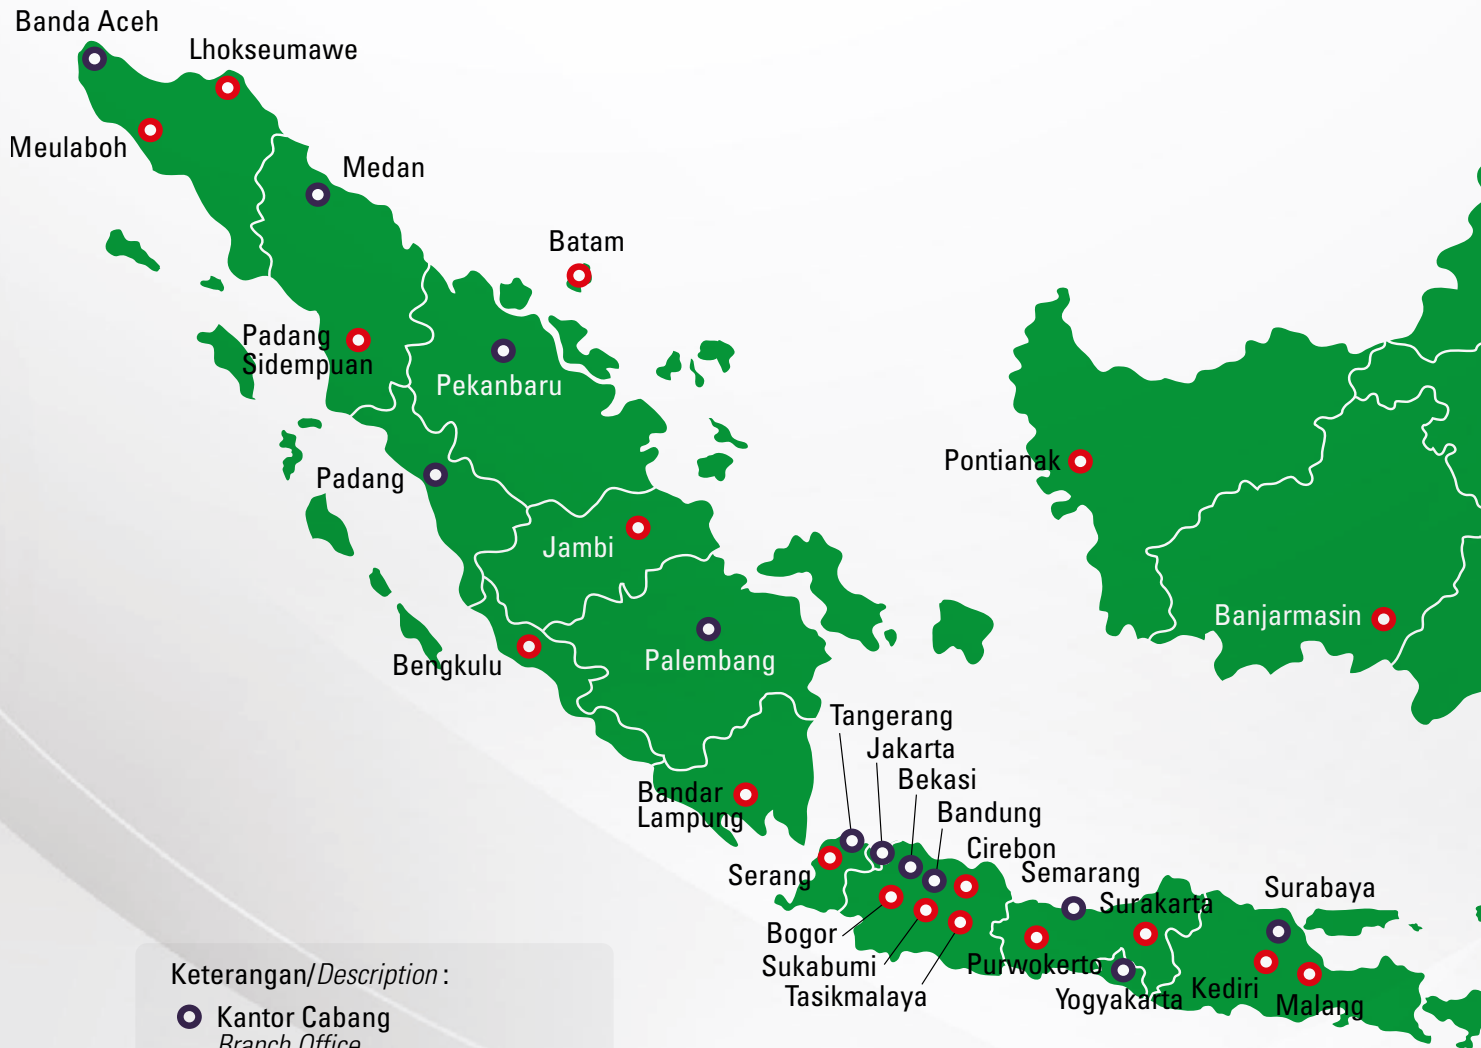 Banda Aceh
Lhokseumawe
Meulaboh
Medan
Batam
Padang
Sidempuan
Pekanbaru
Padang
Pontianak
Jambi
Banjarmasin
Bengkulu
Palembang
Tangerang
Jakarta
Bekasi
Bandar
Lampung
Bandung
Cirebon
Serang
Semarang
Surakarta
Surabaya
Bogor
Sukabumi
Tasikmalaya
Purwokerto
Yogyakarta
Kediri
Malang
Keterangan/Description :
Kantor Cabang
Branch Office